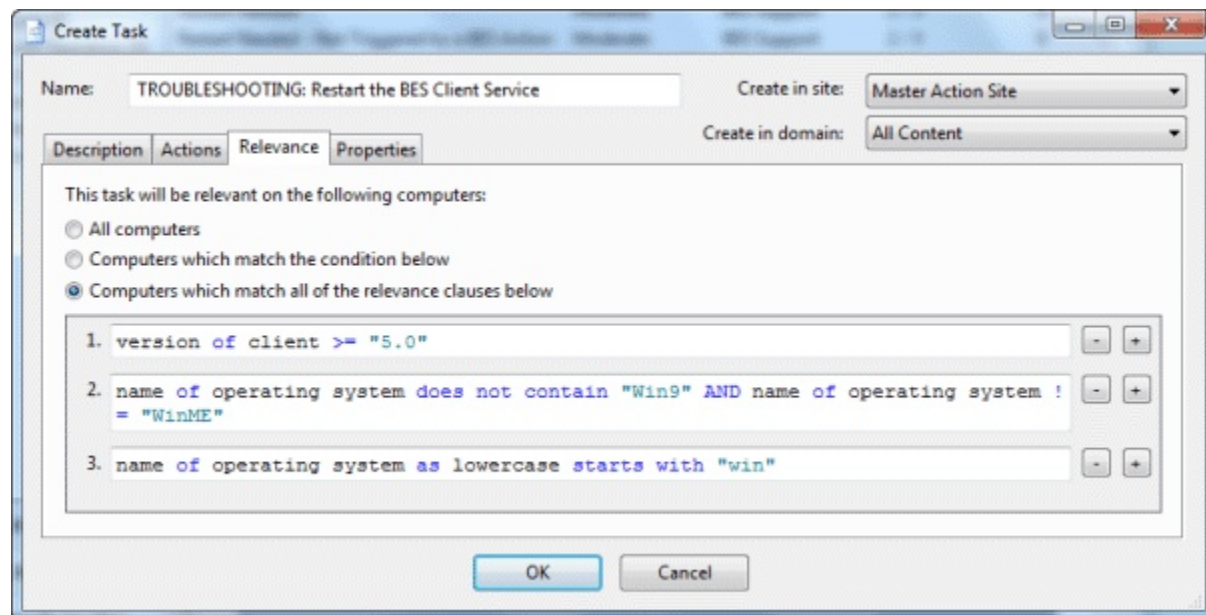 Create Task
Name: TROUBLESHOOTING: Restart the BES Client Service Create in site: Master Action Site
Create in domain: All Content
Description Actions Relevance Properties
This task will be relevant on the following computers:
All computers
Computers which match the condition below
Computers which match all of the relevance clauses below
1. version of client >= "5.0" - +
2. name of operating system does not contain "Win9" AND name of operating system ! - +
= "WinME"
3. name of operating system as lowercase starts with "win" - +
OK Cancel